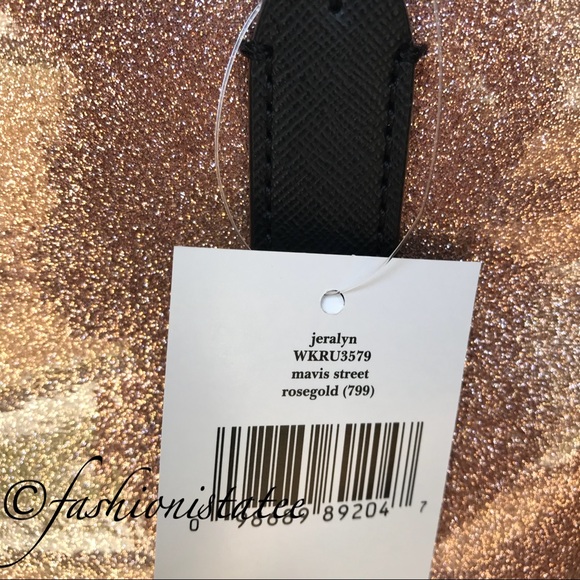 jeralyn
WKRU3579
mavis street
rosegold (799)
©fashionistatee
0 98689 89204 7